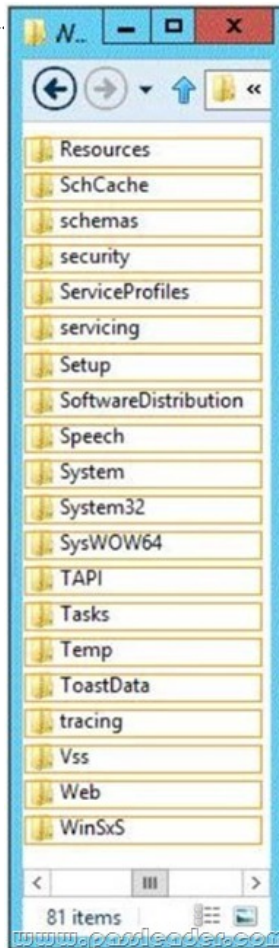 N...
«
Resources
SchCache
schemas
security
ServiceProfiles
servicing
Setup
SoftwareDistribution
Speech
System
System32
SysWOW64
TAPI
Tasks
Temp
ToastData
tracing
Vss
Web
WinSxS
81 items
www.passleader.com